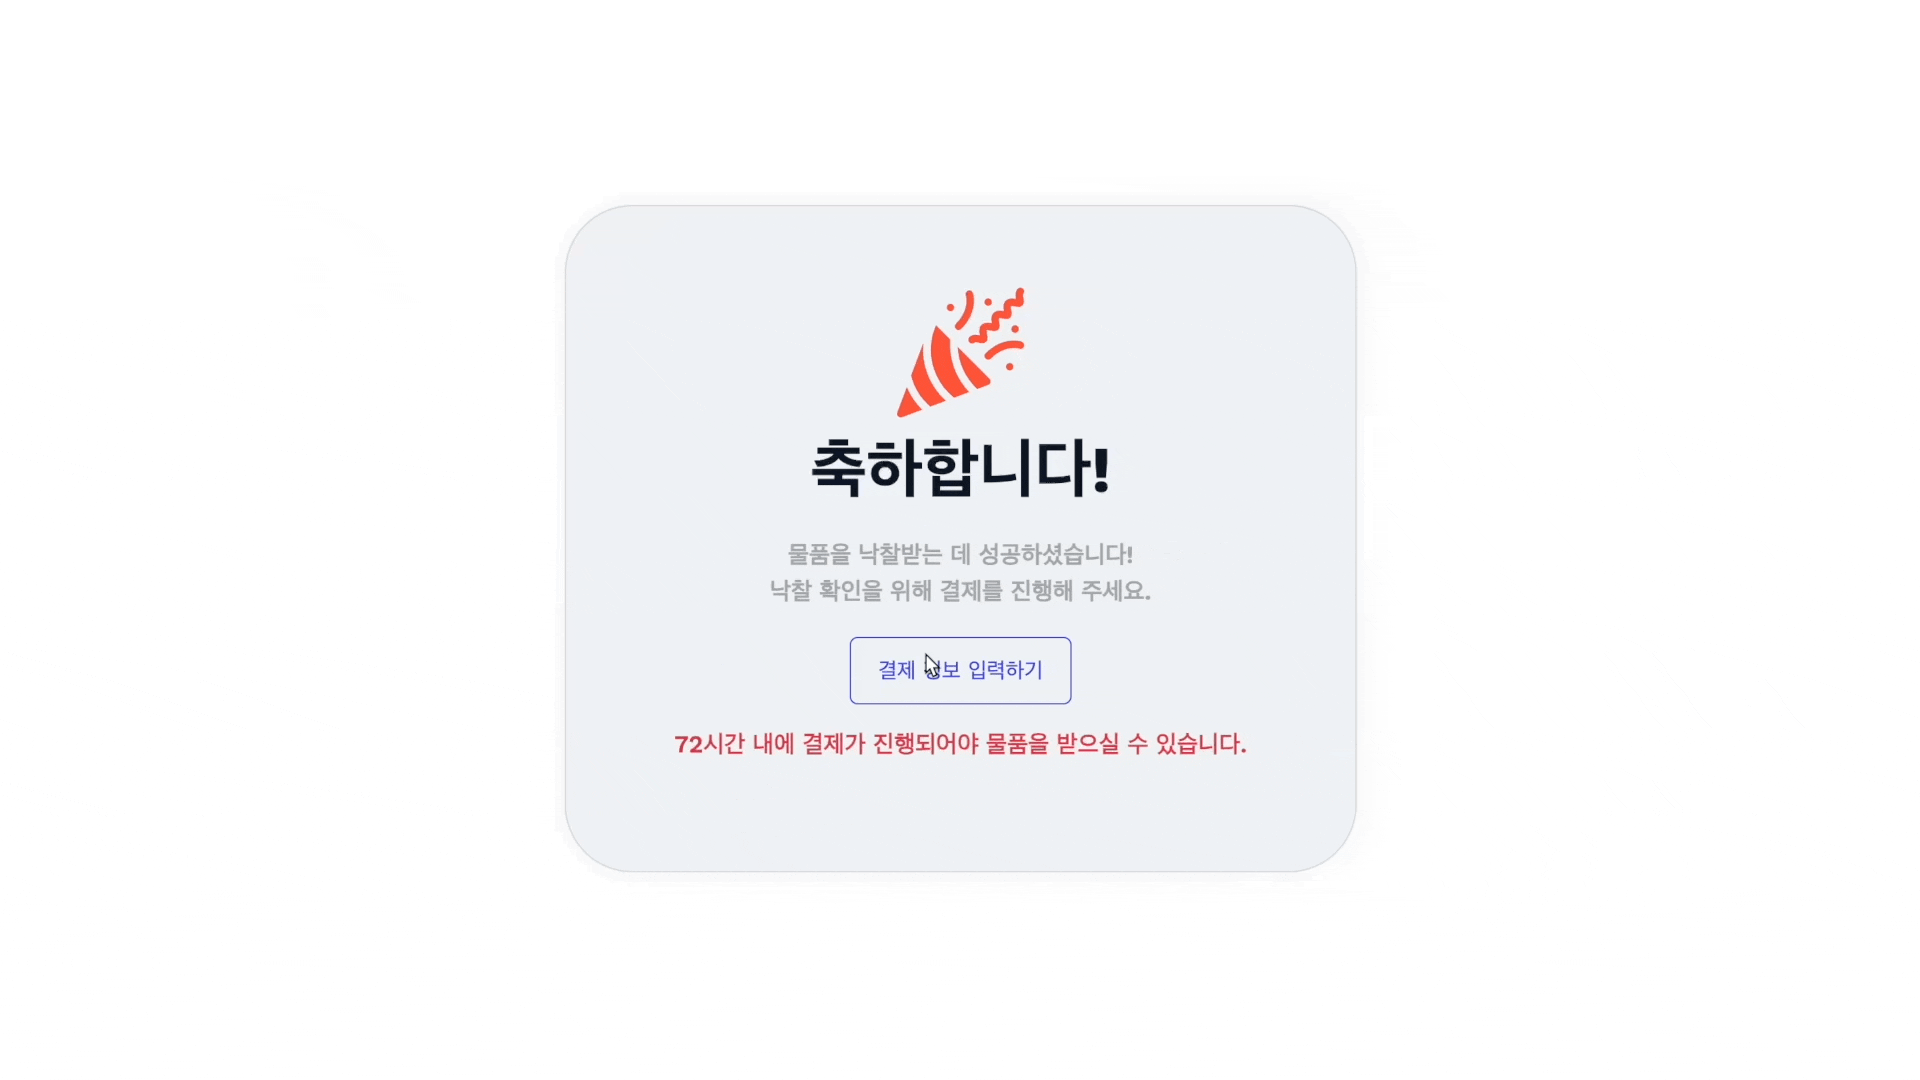 축하합니다!
물품을 낙찰받는 데 성공하셨습니다!
낙찰 확인을 위해 결제를 진행해 주세요.
결제 정보 입력하기
72시간 내에 결제가 진행되어야 물품을 받으실 수 있습니다.